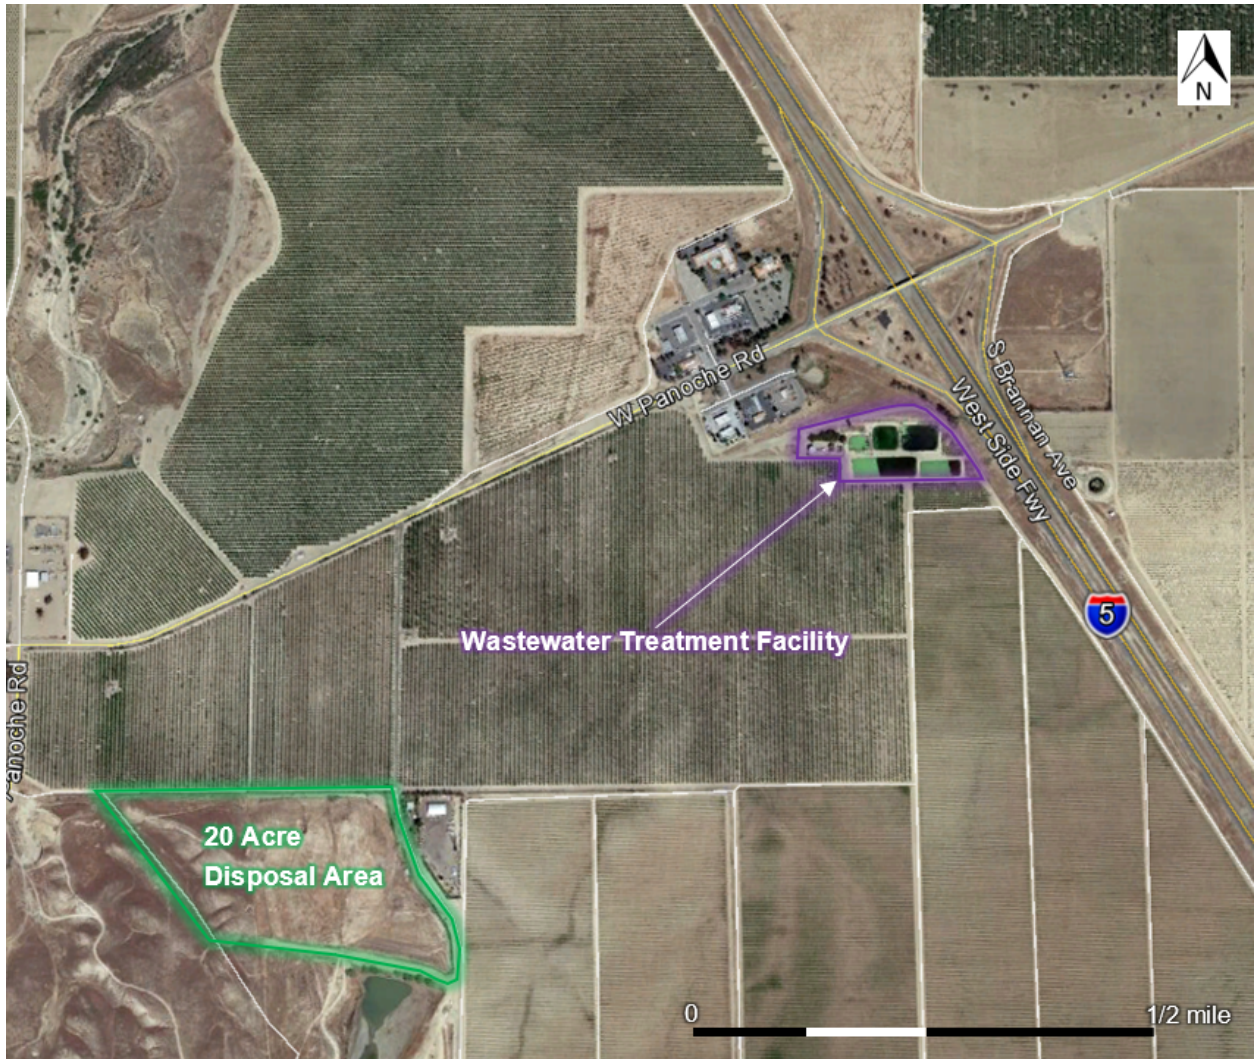 N
W Panoche Rd
S Brannan Ave
West Side Fwy
5
Wastewater Treatment Facility
Panoche Rd
20 Acre
Disposal Area
0
1/2 mile